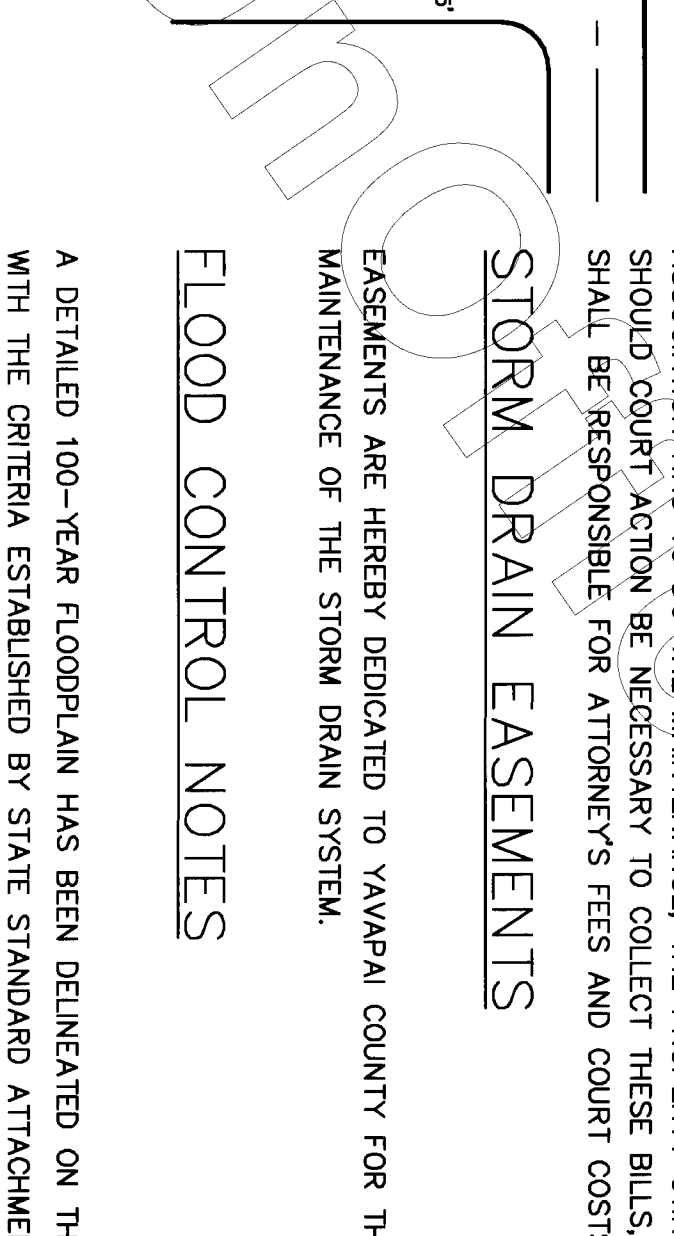 SHOULD COURT ACTION BE NECESSARY TO COLLECT THESE BILLS,
SHALL BE RESPONSIBLE FOR ATTORNEY'S FEES AND COURT COSTS
STORM DRAIN EASEMENTS
EASEMENTS ARE HEREBY DEDICATED TO YAVAPAI COUNTY FOR TH
MAINTENANCE OF THE STORM DRAIN SYSTEM.
FLOOD CONTROL NOTES
A DETAILED 100-YEAR FLOODPLAIN HAS BEEN DELINEATED ON TH
WITH THE CRITERIA ESTABLISHED BY STATE STANDARD ATTACHME